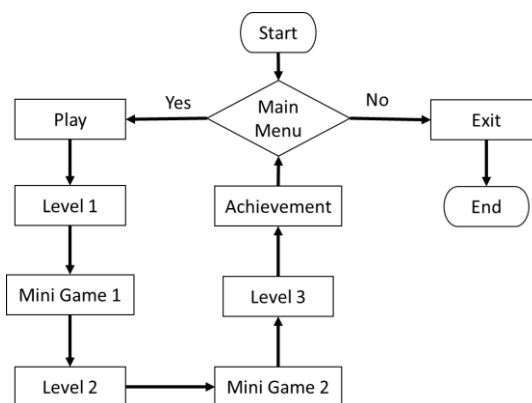 Start
Yes
Main
Menu
No
Play
Exit
Level 1
Achievement
End
Mini Game 1
Level 3
Level 2
Mini Game 2